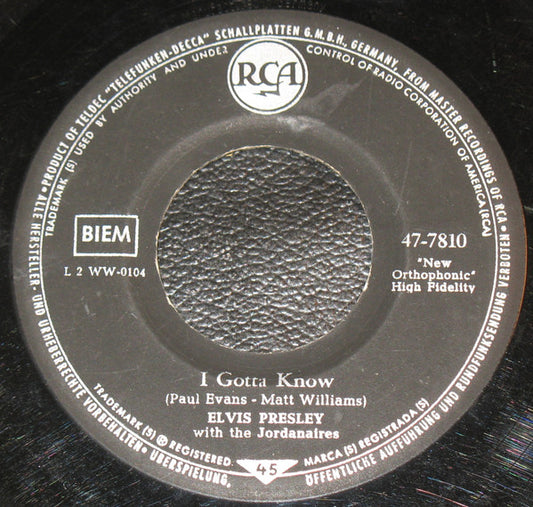 • PRODUCT OF TELDEC "TELEFUNKEN-DECCA" SCHALLPLATTEN G.M.B.H., GERMANY, FROM MASTER RECORDINGS OF RCA •
TRADEMARK (S) USED BY AUTHORITY AND UNDER CONTROL OF RADIO CORPORATION OF AMERICA (RCA)
RCA
BIEM
L 2 WW-0104
47-7810
"New
Orthophonic"
High Fidelity
I Gotta Know
(Paul Evans - Matt Williams)
ELVIS PRESLEY
with the Jordanaires
TRADEMARK (S) ® REGISTERED. MARCA (S) REGISTRADA (S)
45
ALLE HERSTELLER- UND URHEBERRECHTE VORBEHALTEN • ÜBERSPIELUNG, ÖFFENTLICHE AUFFÜHRUNG UND RUNDFUNKSENDUNG VERBOTEN •